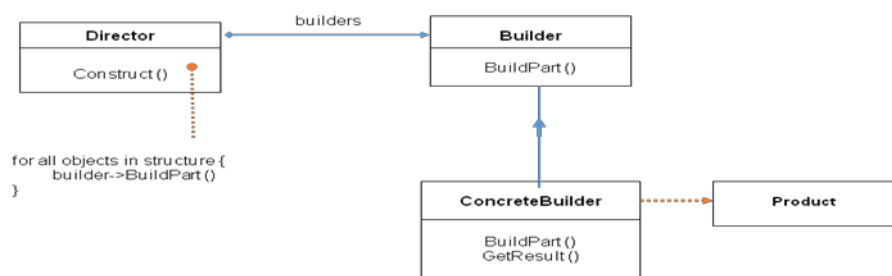 builders
Director
Builder
Construct()
BuildPart()
for all objects in structure {
builder->BuildPart()
}
ConcreteBuilder
Product
BuildPart()
GetResult()